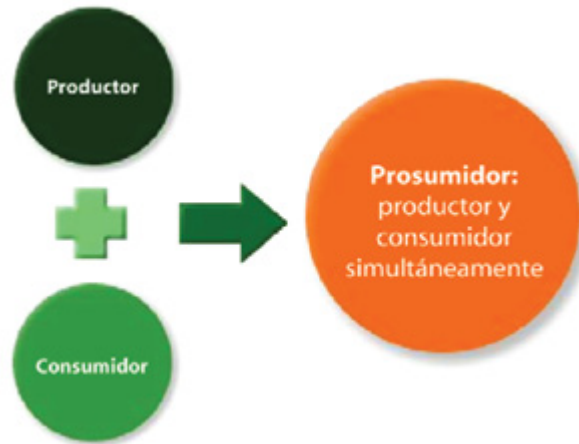 Productor
Consumidor
Prosumidor:
productor y
consumidor
simultáneamente